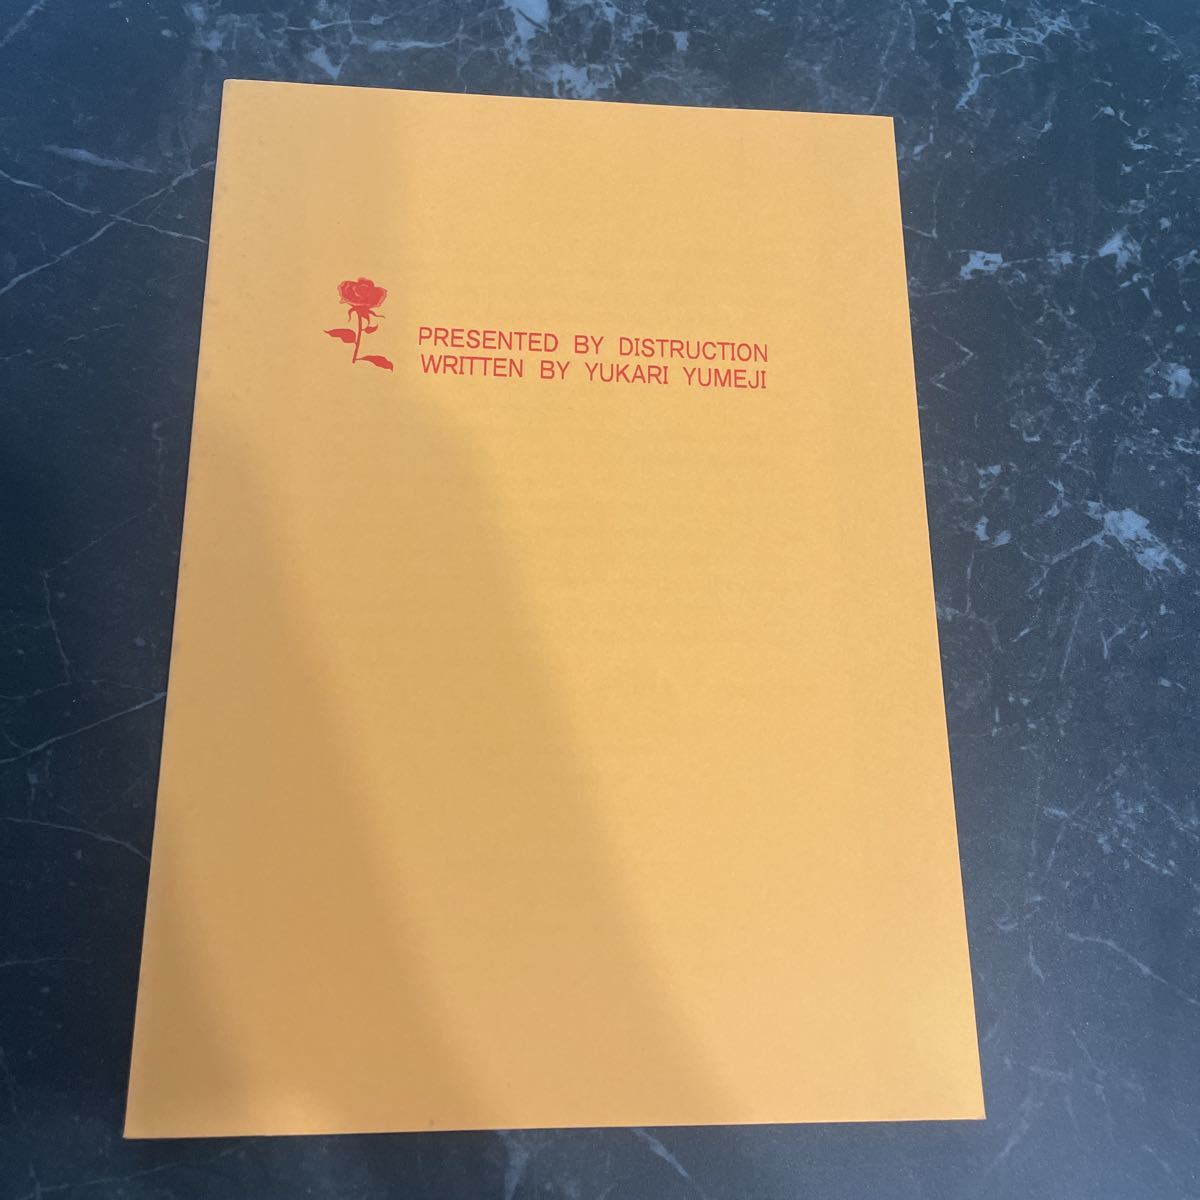 PRESENTED BY DISTRUCTION
WRITTEN BY YUKARI YUMEJI